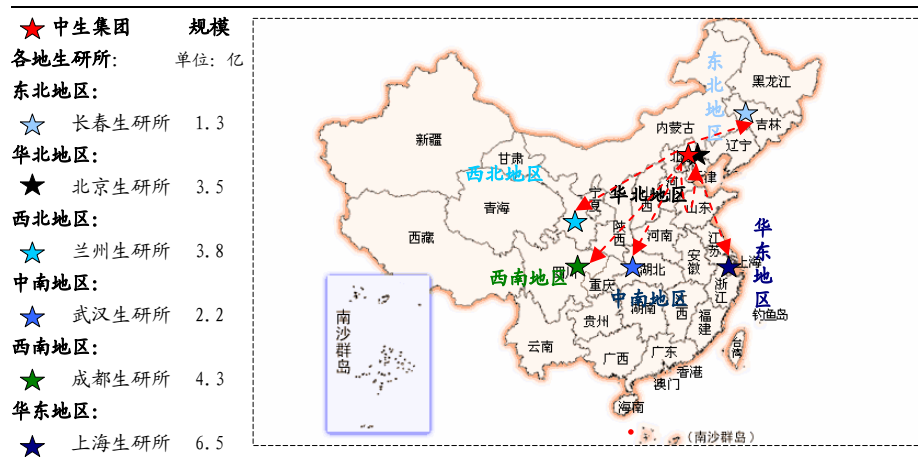 中生集团 规模
各地生研所： 单位：亿
东北地区：
长春生研所 1.3
华北地区：
北京生研所 3.5
西北地区：
兰州生研所 3.8
中南地区：
武汉生研所 2.2
西南地区：
成都生研所 4.3
华东地区：
上海生研所 6.5
东北地区
黑龙江
吉林
内蒙古
辽宁
新疆
甘肃
西北地区
北
津
宁夏
华北地区
河
西
山东
青海
陕西
河南
江苏
西藏
华东地区
安徽
上海
西南地区
川
重庆
湖北
浙江
中南地区
湖南
西
福建
钓鱼岛
贵州
云南
广西
广东
台湾
香港
澳门
海南
南沙群岛
(南沙群岛)